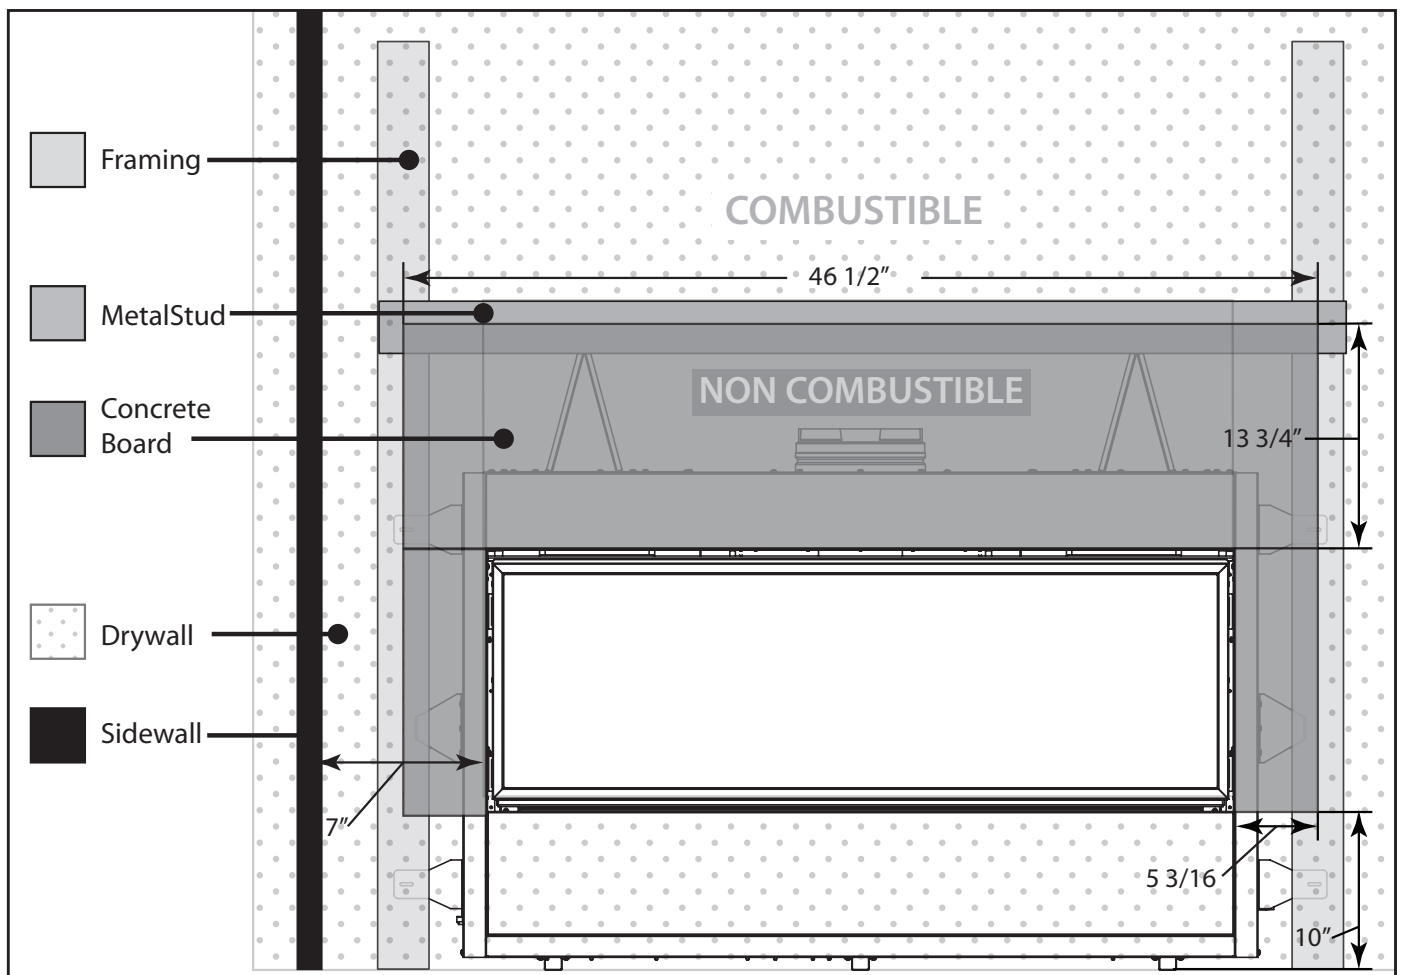 Framing
COMBUSTIBLE
46 1/2”
MetalStud
NON COMBUSTIBLE
Concrete
Board
13 3/4”
Drywall
Sidewall
7”
5 3/16
10”